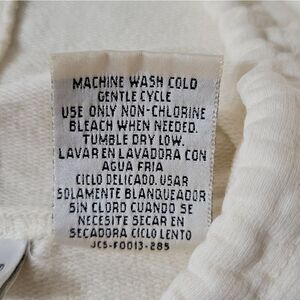 MACHINE WASH COLD
GENTLE CYCLE
USE ONLY NON-CHLORINE
BLEACH WHEN NEEDED.
TUMBLE DRY LOW.
LAVAR EN LAVADORA CON
AGUA FRIA
CICLO DELICADO. USAR
SOLAMENTE BLANQUEADOR
SIN CLORO CUANDO SE
NECESITE SECAR EN
SECADORA CICLO LENTO
JCS-F0013-285